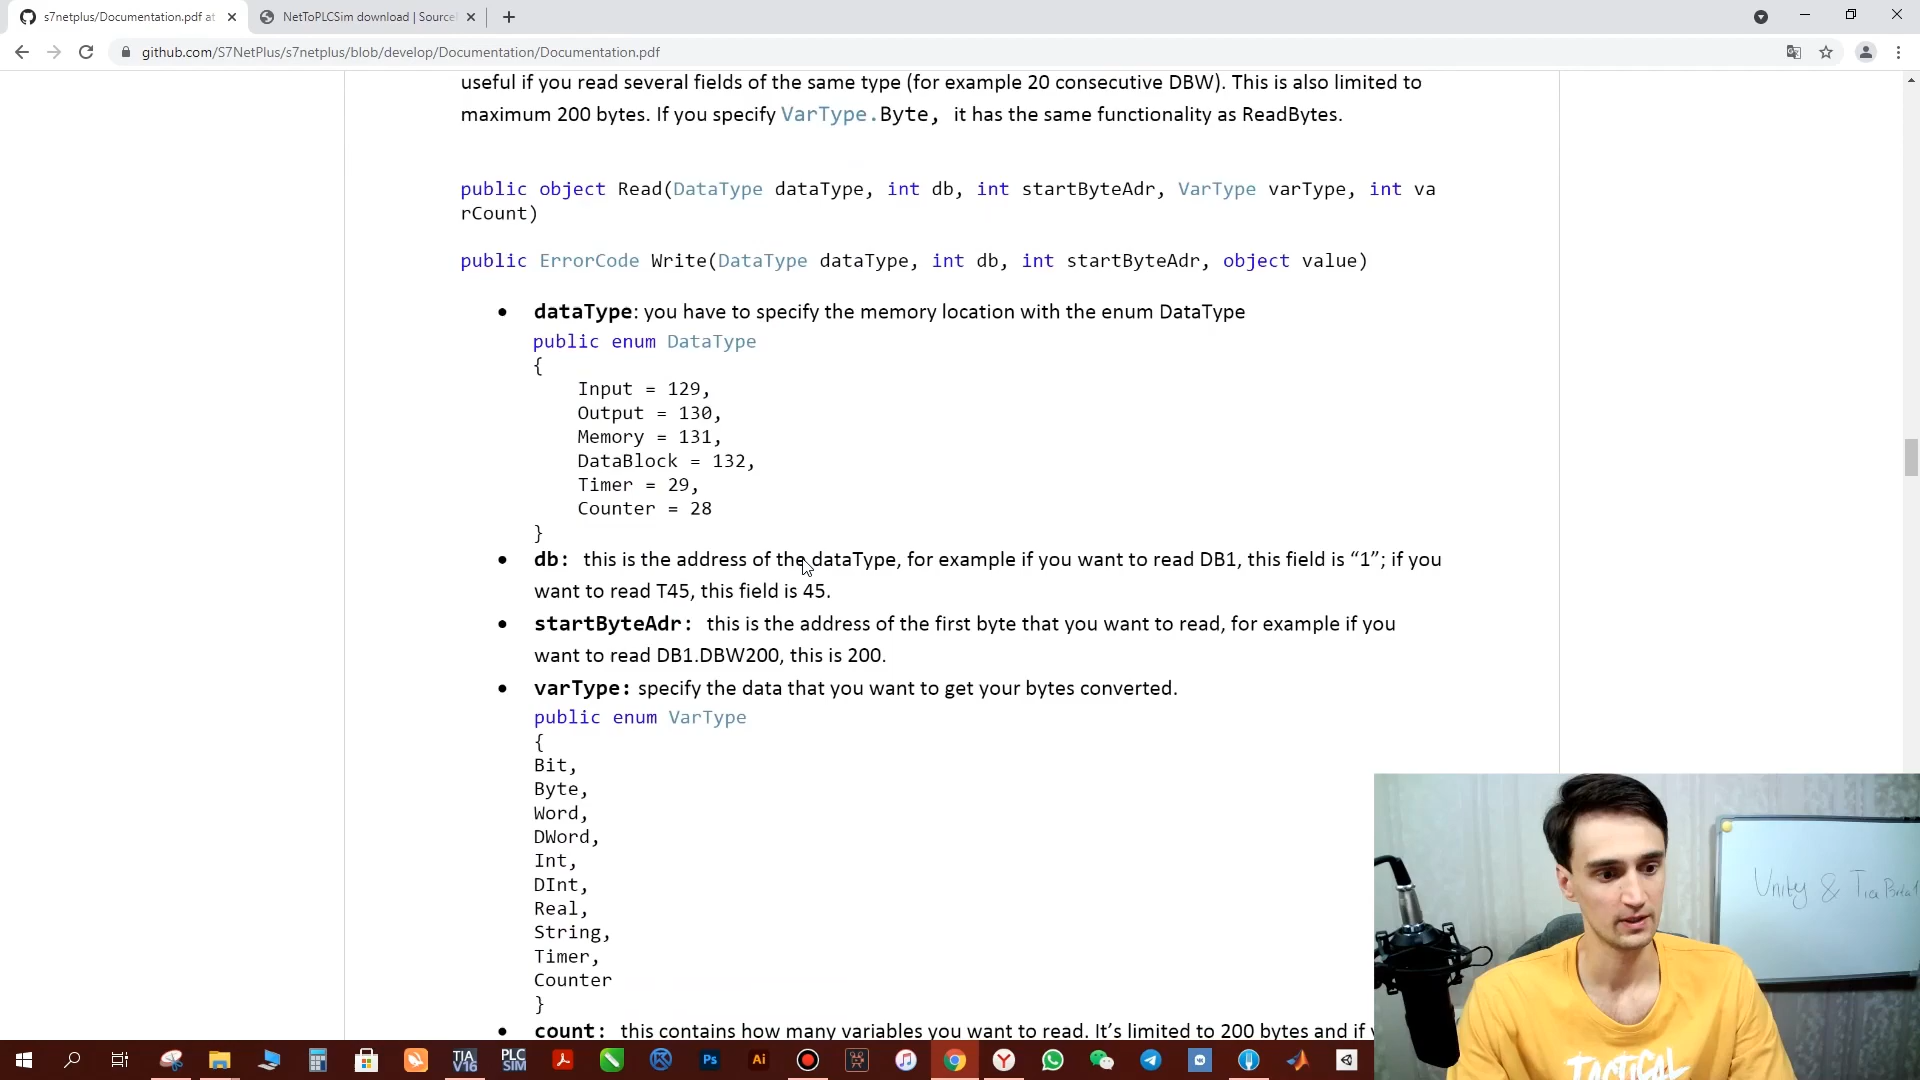 s7netplus/Documentation.pdf at
NetToPLCSim download | Source
github.com/S7NetPlus/s7netplus/blob/develop/Documentation/Documentation.pdf
useful if you read several fields of the same type (for example 20 consecutive DBW). This is also limited to
maximum 200 bytes. If you specify VarType.Byte, it has the same functionality as ReadBytes.
public object Read(DataType dataType, int db, int startByteAdr, VarType varType, int va
rCount)
public ErrorCode Write(DataType dataType, int db, int startByteAdr, object value)
• dataType: you have to specify the memory location with the enum DataType
public enum DataType
{
Input = 129,
Output = 130,
Memory = 131,
DataBlock = 132,
Timer = 29,
Counter = 28
}
• db: this is the address of the dataType, for example if you want to read DB1, this field is “1”; if you
want to read T45, this field is 45.
• startByteAdr: this is the address of the first byte that you want to read, for example if you
want to read DB1.DBW200, this is 200.
• varType: specify the data that you want to get your bytes converted.
public enum VarType
{
Bit,
Byte,
Word,
DWord,
Int,
DInt,
Real,
String,
Timer,
Counter
}
• count: this contains how many variables you want to read. It’s limited to 200 bytes and if
Unity & Tia
TACTICAL
TIA
V16
PLC
SIM
Ps
Ai